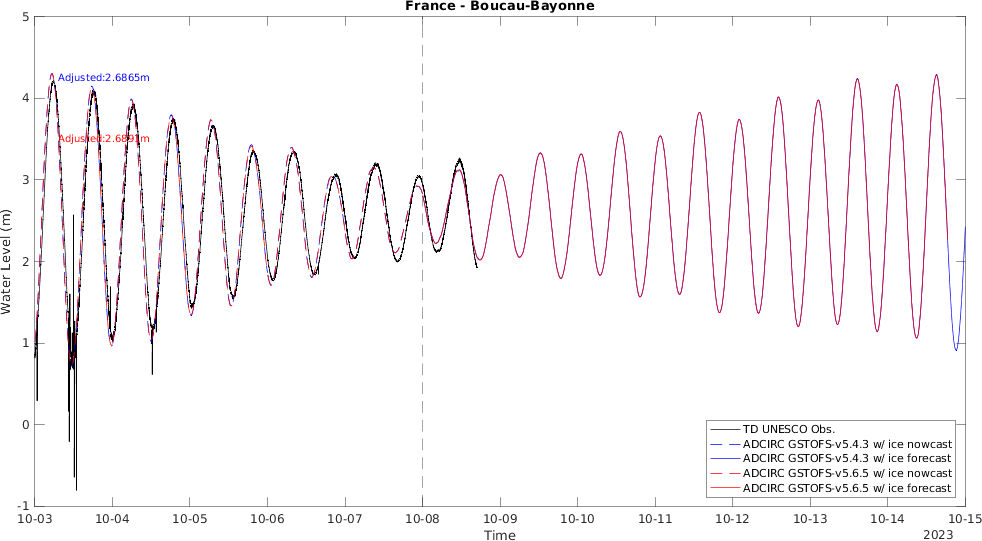 France - Boucau-Bayonne
5
4
3
2
1
0
-1
Water Level (m)
Adjusted:2.6865m
Adjusted:2.6891m
TD UNESCO Obs.
ADCIRC GSTOFS-v5.4.3 w/ ice nowcast
ADCIRC GSTOFS-v5.4.3 w/ ice forecast
ADCIRC GSTOFS-v5.6.5 w/ ice nowcast
ADCIRC GSTOFS-v5.6.5 w/ ice forecast
10-03 10-04 10-05 10-06 10-07 10-08 10-09 10-10 10-11 10-12 10-13 10-14 10-15
Time
2023